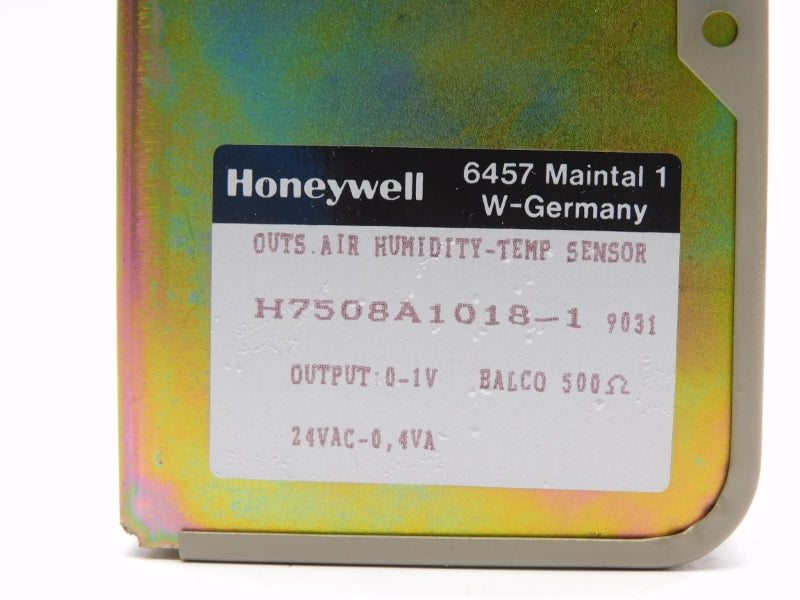 Honeywell 6457 Maintal 1
W-Germany
OUTS.AIR HUMIDITY-TEMP SENSOR
H7508A1018-1 9031
OUTPUT:0-1V BALCO 500Ω
24VAC-0,4VA